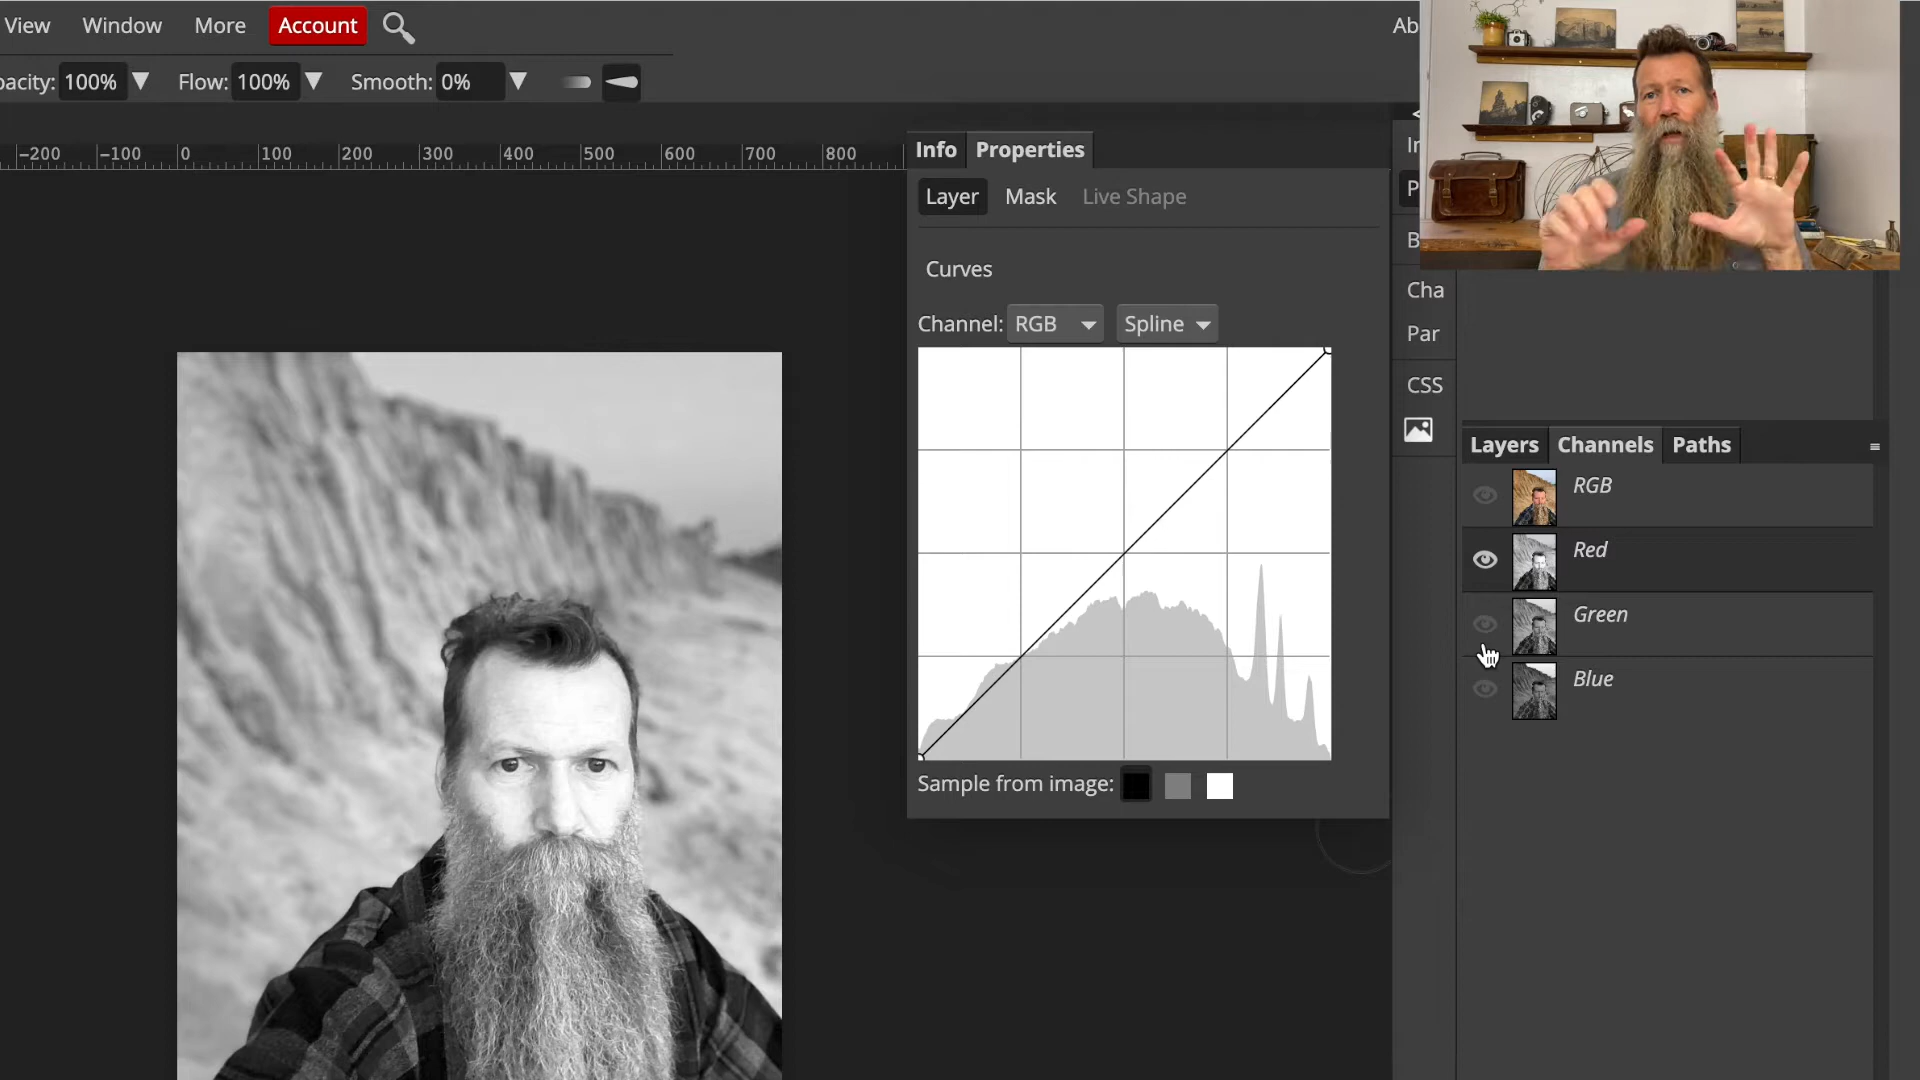 View Window More Account
pacity: 100% Flow: 100% Smooth: 0%
Ab
-200 -100 0 100 200 300 400 500 600 700 800
Info Properties
Layer Mask Live Shape
Curves
Channel: RGB Spline
Sample from image:
In
P
B
Cha
Par
CSS
Layers Channels Paths
RGB
Red
Green
Blue